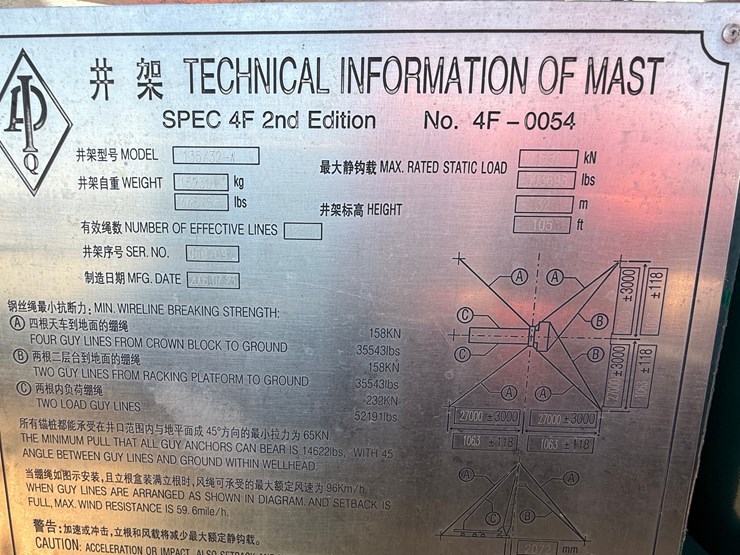 井架 TECHNICAL INFORMATION OF MAST
SPEC 4F 2nd Edition No. 4F-0054
API
Q
井架型号 MODEL
井架自重 WEIGHT kg
lbs
最大静钩载 MAX. RATED STATIC LOAD kN
lbs
井架标高 HEIGHT 32 m
105 ft
有效绳数 NUMBER OF EFFECTIVE LINES
井架序号 SER. NO.
制造日期 MFG. DATE
钢丝绳最小抗断力: MIN. WIRELINE BREAKING STRENGTH:
Ⓐ 四根天车到地面的绷绳 158KN
FOUR GUY LINES FROM CROWN BLOCK TO GROUND 35543lbs
Ⓑ 两根二层台到地面的绷绳 158KN
TWO GUY LINES FROM RACKING PLATFORM TO GROUND 35543lbs
Ⓒ 两根内负荷绷绳 232KN
TWO LOAD GUY LINES 52191lbs
所有锚桩都能承受在井口范围内与地平面成 45°方向的最小拉力为 65KN
THE MINIMUM PULL THAT ALL GUY ANCHORS CAN BEAR IS 14622lbs, WITH 45
ANGLE BETWEEN GUY LINES AND GROUND WITHIN WELLHEAD.
当绷绳如图示安装,且立根盒装满立根时,风绳可承受的最大额定风速为 96Km/h
WHEN GUY LINES ARE ARRANGED AS SHOWN IN DIAGRAM, AND SETBACK IS
FULL, MAX. WIND RESISTANCE IS 59.6mile/h.
警告: 加速或冲击, 立根和风载将减少最大额定静钩载.
CAUTION: ACCELERATION OR IMPACT, ALSO SETBACK AND
A
A
B
C
C
B
A
A
±3000
±118
27000 ±3000
1063 ±118
27000 ±3000 27000 ±3000
1063 ±118 1063 ±118
A
B
C
2072 mm